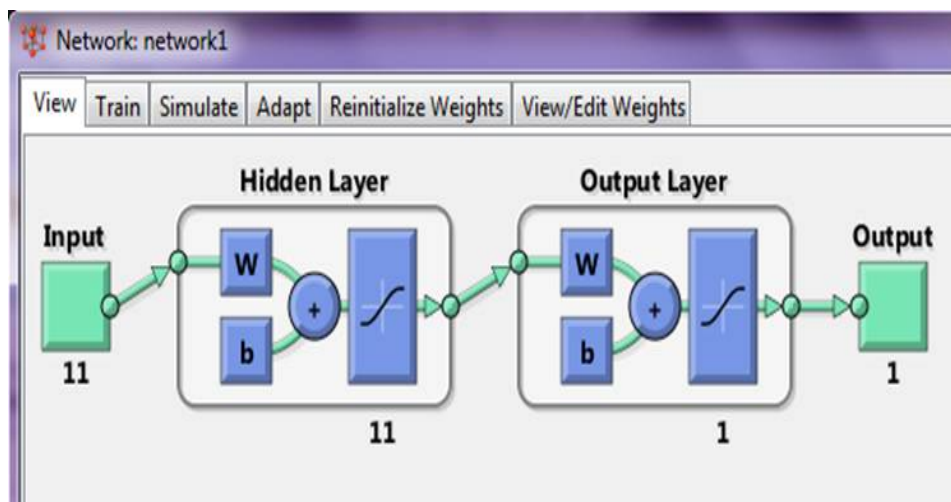 Network: network1
View Train Simulate Adapt Reinitialize Weights View/Edit Weights
Hidden Layer Output Layer
Input Output
W W
+ +
b b
11 1
11 1